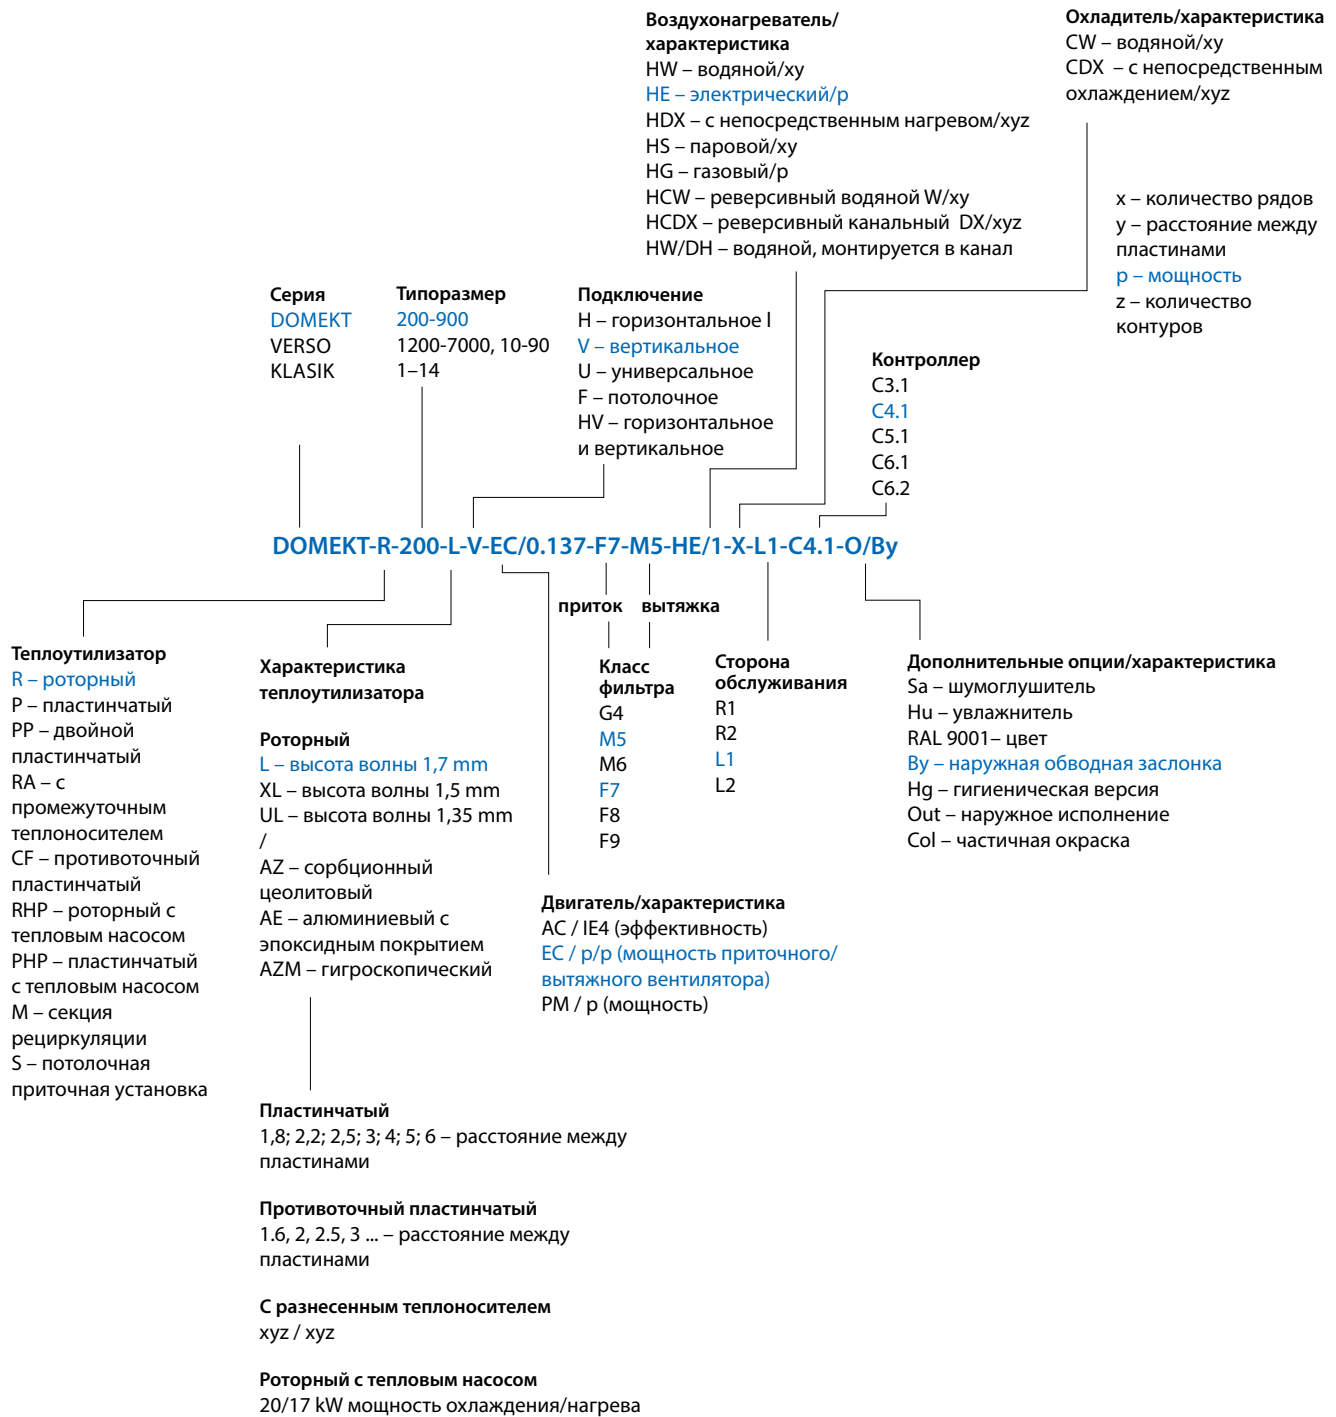 Воздухонагреватель/
характеристика
HW – водяной/xy
HE – электрический/p
HDX – с непосредственным нагревом/xyz
HS – паровой/xy
HG – газовый/p
HCW – реверсивный водяной W/xy
HCDX – реверсивный канальный DX/xyz
HW/DH – водяной, монтируется в канал
Охладитель/характеристика
CW – водяной/xy
CDX – с непосредственным
охлаждением/xyz
x – количество рядов
y – расстояние между
пластинами
p – мощность
z – количество
контуров
Серия
DOMEKT
VERSO
KLASIK
Типоразмер
200-900
1200-7000, 10-90
1–14
Подключение
H – горизонтальное l
V – вертикальное
U – универсальное
F – потолочное
HV – горизонтальное
и вертикальное
Контроллер
C3.1
C4.1
C5.1
C6.1
C6.2
DOMEKT-R-200-L-V-EC/0.137-F7-M5-HE/1-X-L1-C4.1-O/By
приток вытяжка
Теплоутилизатор
R – роторный
P – пластинчатый
PP – двойной
пластинчатый
RA – с
промежуточным
теплоносителем
CF – противоточный
пластинчатый
RHP – роторный с
тепловым насосом
PHP – пластинчатый
с тепловым насосом
M – секция
рециркуляции
S – потолочная
приточная установка
Характеристика
теплоутилизатора
Роторный
L – высота волны 1,7 mm
XL – высота волны 1,5 mm
UL – высота волны 1,35 mm
/
AZ – сорбционный
цеолитовый
AE – алюминиевый с
эпоксидным покрытием
AZM – гигроскопический
Класс
фильтра
G4
M5
M6
F7
F8
F9
Сторона
обслуживания
R1
R2
L1
L2
Дополнительные опции/характеристика
Sa – шумоглушитель
Hu – увлажнитель
RAL 9001– цвет
By – наружная обводная заслонка
Hg – гигиеническая версия
Out – наружное исполнение
Col – частичная окраска
Двигатель/характеристика
AC / IE4 (эффективность)
EC / p/p (мощность приточного/
вытяжного вентилятора)
PM / p (мощность)
Пластинчатый
1,8; 2,2; 2,5; 3; 4; 5; 6 – расстояние между
пластинами
Противоточный пластинчатый
1.6, 2, 2.5, 3 ... – расстояние между
пластинами
С разнесенным теплоносителем
xyz / xyz
Роторный с тепловым насосом
20/17 kW мощность охлаждения/нагрева